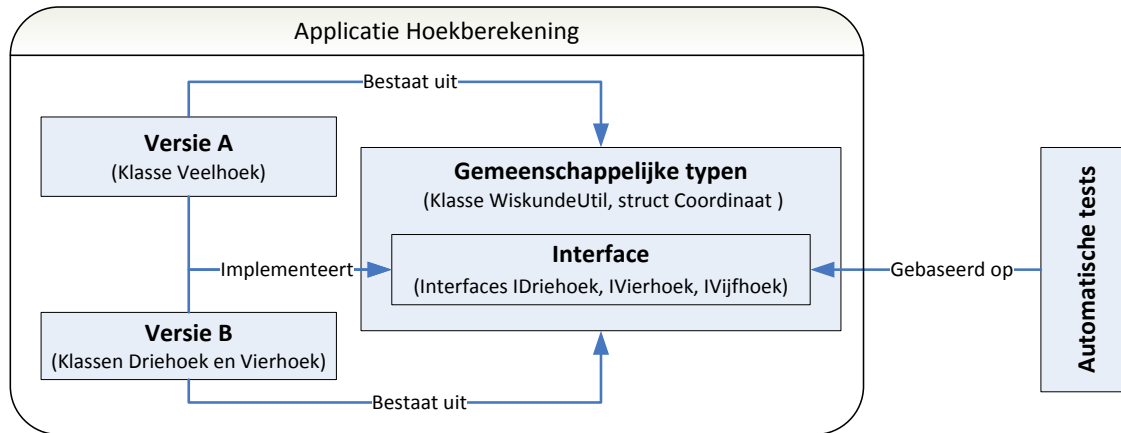 Applicatie Hoekberekening
Bestaat uit
Versie A
(Klasse Veelhoek)
Gemeenschappelijke typen
(Klasse WiskundeUtil, struct Coordinaat )
Implementeert
Interface
(Interfaces IDriehoek, IVierhoek, IVijfhoek)
Gebaseerd op
Automatische tests
Versie B
(Klassen Driehoek en Vierhoek)
Bestaat uit